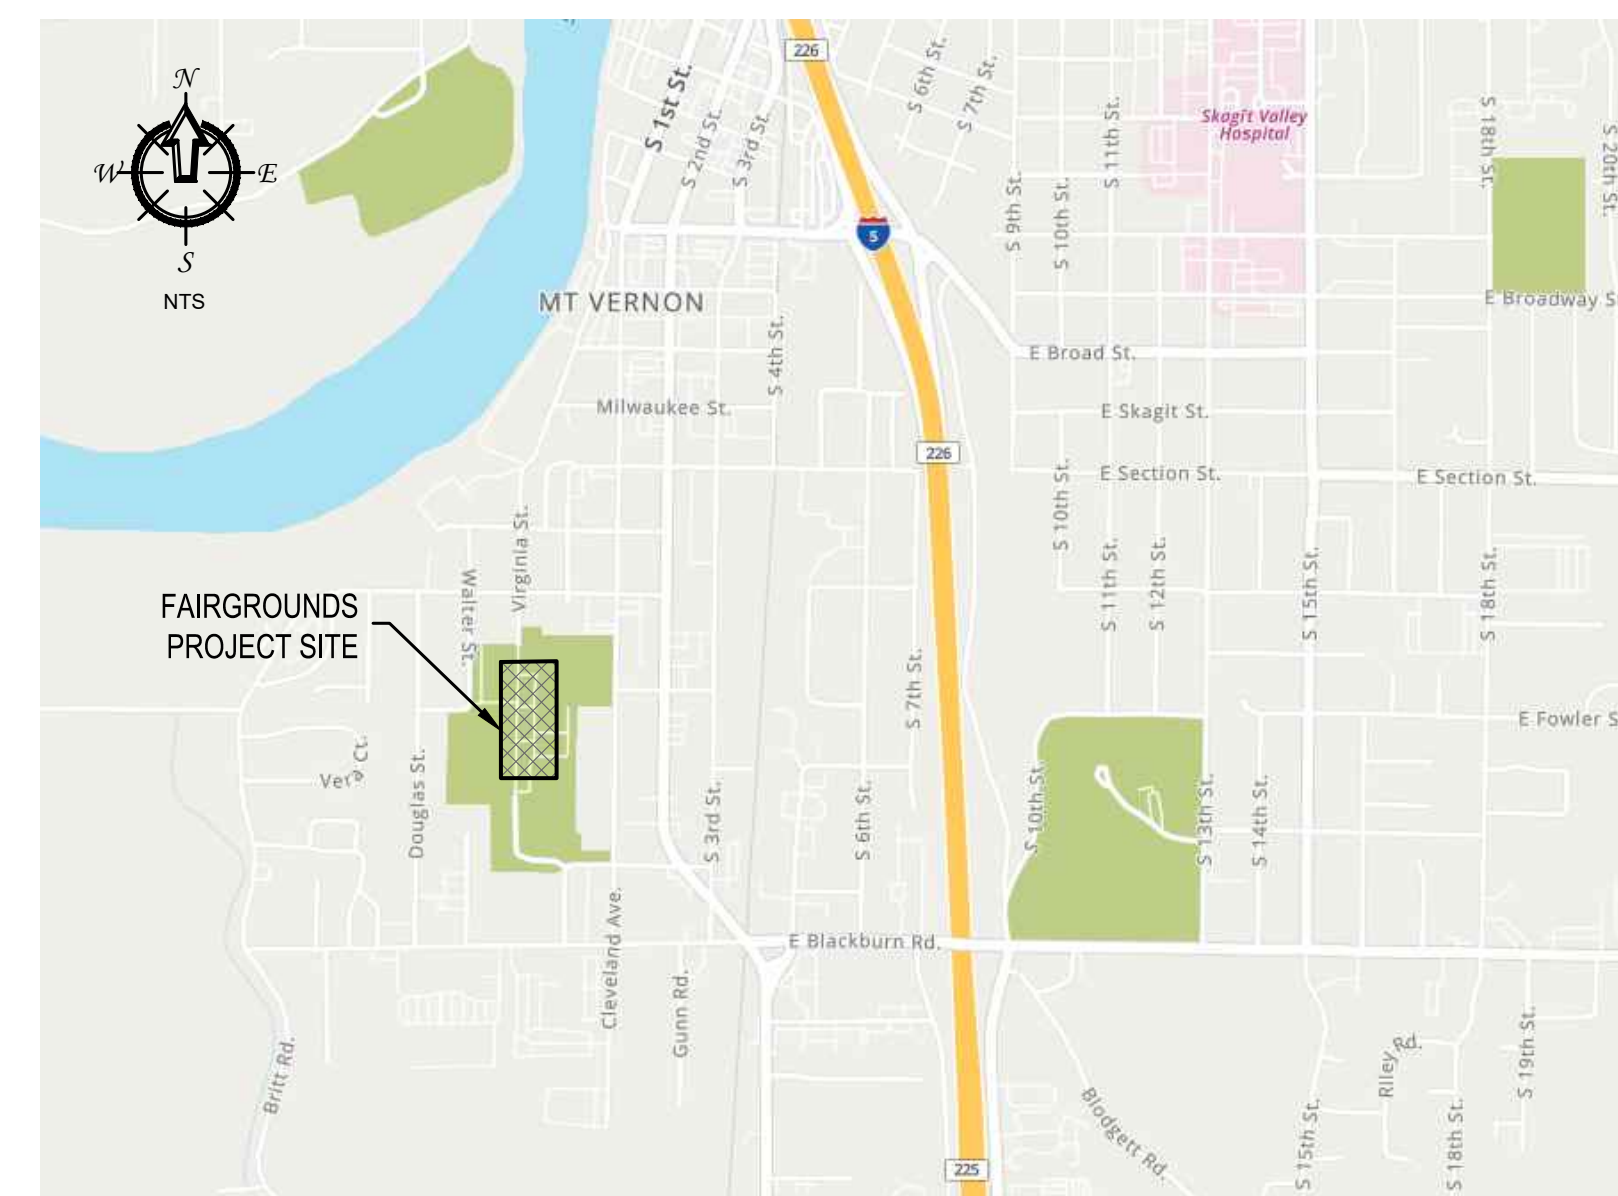 N
W
E
S
NTS
226
S 1st St.
S 2nd St.
S 3rd St.
S 6th St.
S 7th St.
S 9th St.
S 10th St.
S 11th St.
Skagit Valley
Hospital
S 18th St.
S 20th St.
5
MT VERNON
E Broadway S
S 4th St.
E Broad St.
Milwaukee St.
E Skagit St.
226
E Section St.
E Section St.
S 10th St.
Virginia St.
Walter St.
S 11th St.
S 12th St.
S 15th St.
S 18th St.
FAIRGROUNDS
PROJECT SITE
S 7th St.
E Fowler S
Vera Ct.
Douglas St.
S 3rd St.
S 6th St.
S 10th St.
S 13th St.
S 14th St.
E Blackburn Rd.
Cleveland Ave.
Gunn Rd.
Britt Rd.
Blodgett Rd.
Riley Rd.
S 19th St.
S 15th St.
S 18th St.
225